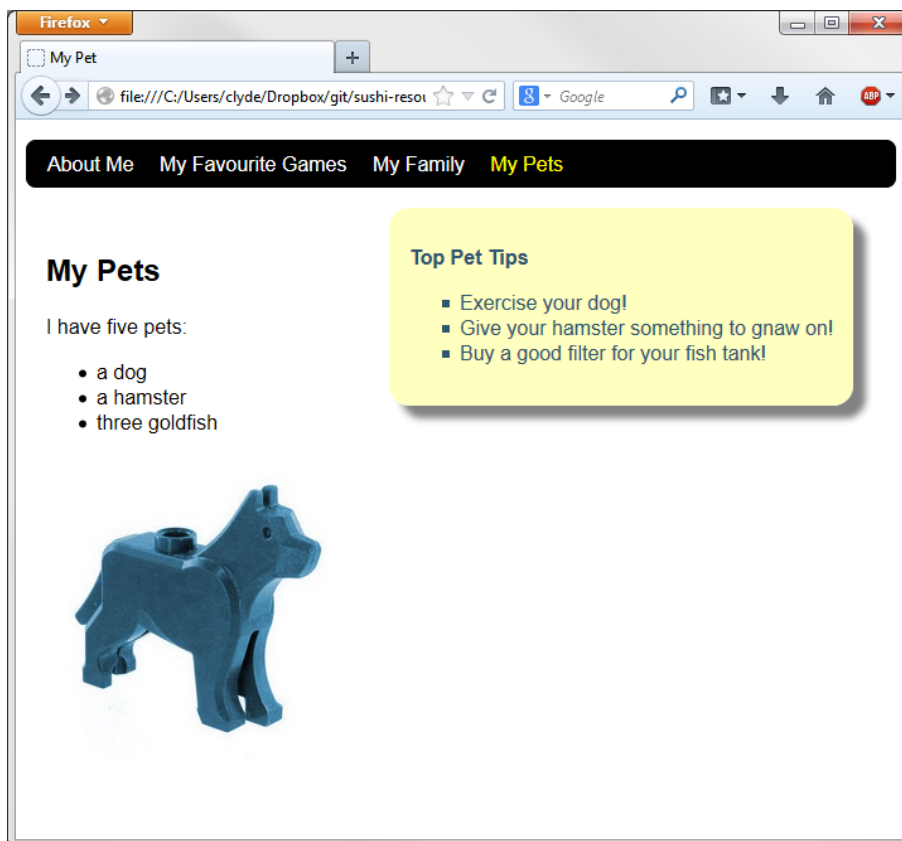 Firefox
My Pet
file:///C:/Users/clyde/Dropbox/git/sushi-resou
Google
ABP
About Me My Favourite Games My Family My Pets
My Pets
I have five pets:
a dog
a hamster
three goldfish
Top Pet Tips
Exercise your dog!
Give your hamster something to gnaw on!
Buy a good filter for your fish tank!